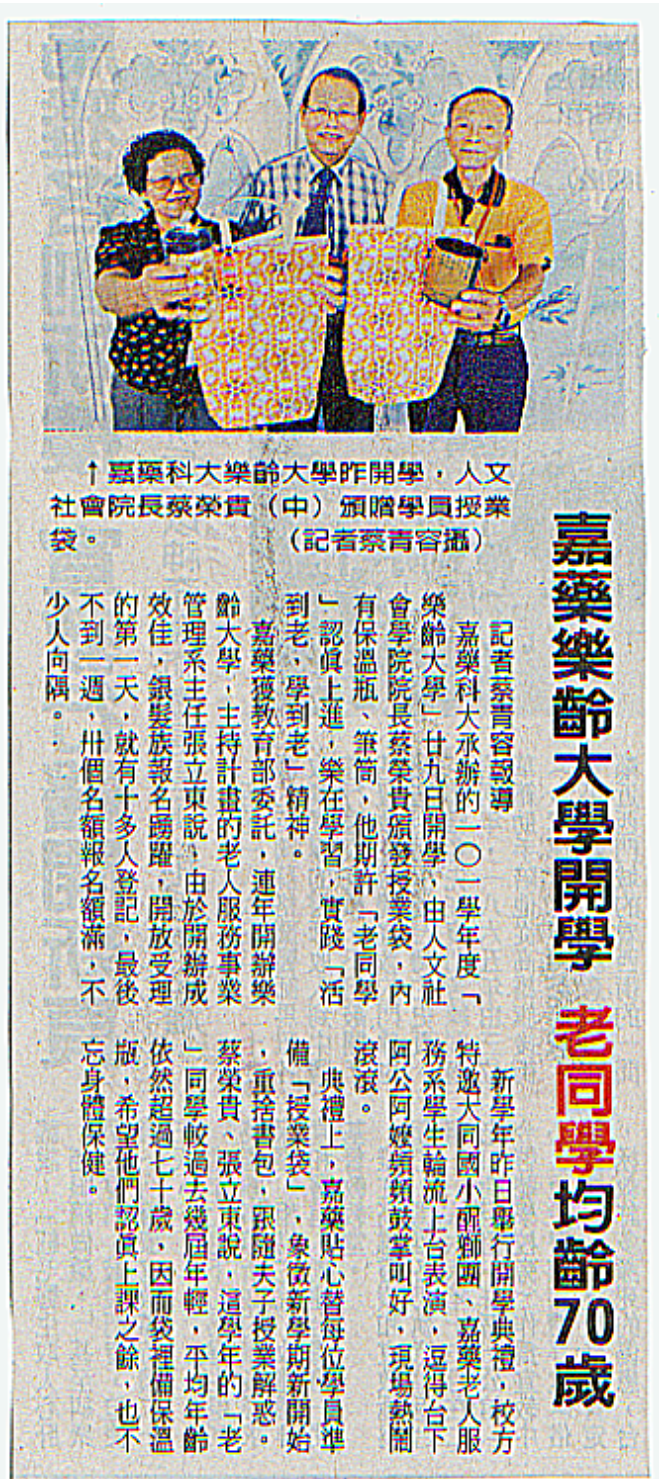 嘉藥樂齡大學開學 老同學均齡70歲
↑嘉藥科大樂齡大學昨開學，人文
社會院長蔡榮貴（中）頒贈學員授業
袋。（記者蔡青容攝）
記者蔡青容報導
嘉藥科大承辦的一〇一學年度「
樂齡大學」廿九日開學，由人文社
會學院院長蔡榮貴頒發授業袋，內
有保溫瓶、筆筒，他期許「老同學
」認真上進，樂在學習，實踐「活
到老，學到老」精神。
嘉藥獲教育部委託，連年開辦樂
齡大學，主持計畫的老人服務事業
管理系主任張立東說，由於開辦成
效佳，銀髮族報名踴躍，開放受理
的第一天，就有十多人登記，最後
不到一週，卅個名額報名額滿，不
少人向隅。
新學年昨日舉行開學典禮，校方
特邀大同國小醒獅團、嘉藥老人服
務系學生輪流上台表演，逗得台下
阿公阿嬤頻頻鼓掌叫好，現場熱鬧
滾滾。
典禮上，嘉藥貼心替每位學員準
備「授業袋」，象徵新學期新開始
，重拾書包，跟隨夫子授業解惑。
蔡榮貴、張立東說，這學年的「老
」同學較過去幾屆年輕，平均年齡
依然超過七十歲，因而袋裡備保溫
瓶，希望他們認真上課之餘，也不
忘身體保健。